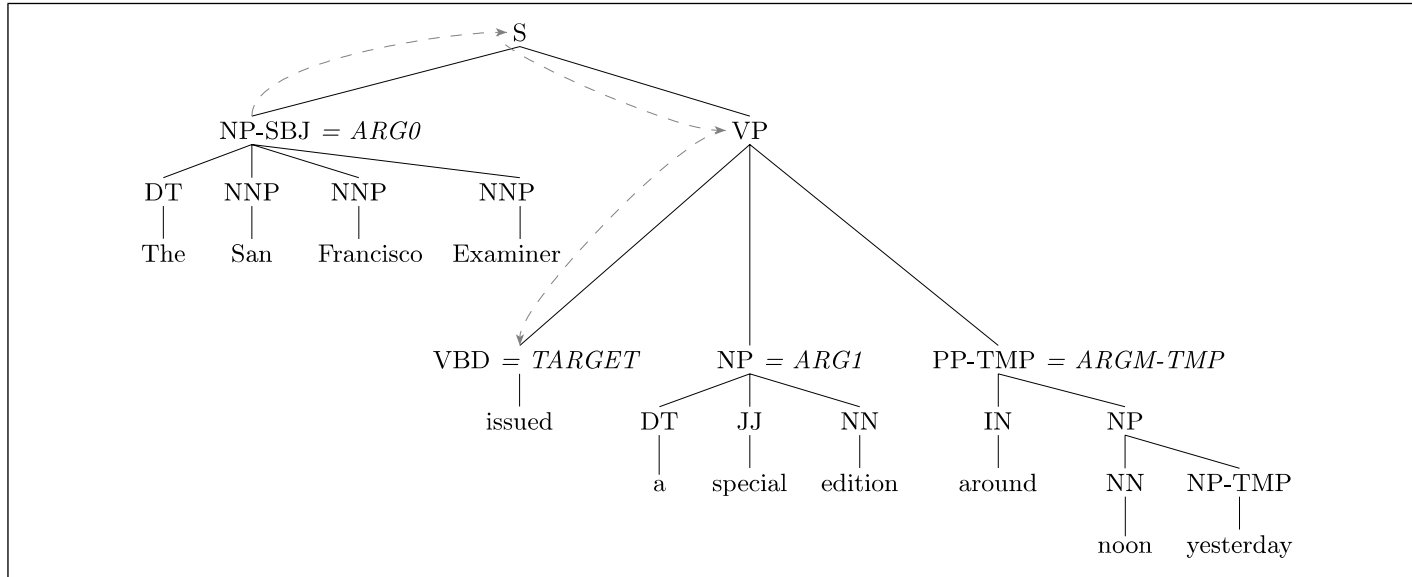 S
NP-SBJ = ARG0 VP
DT NNP NNP NNP
The San Francisco Examiner
VBD = TARGET NP = ARG1 PP-TMP = ARGM-TMP
issued DT JJ NN IN NP
a special edition around NN NP-TMP
noon yesterday